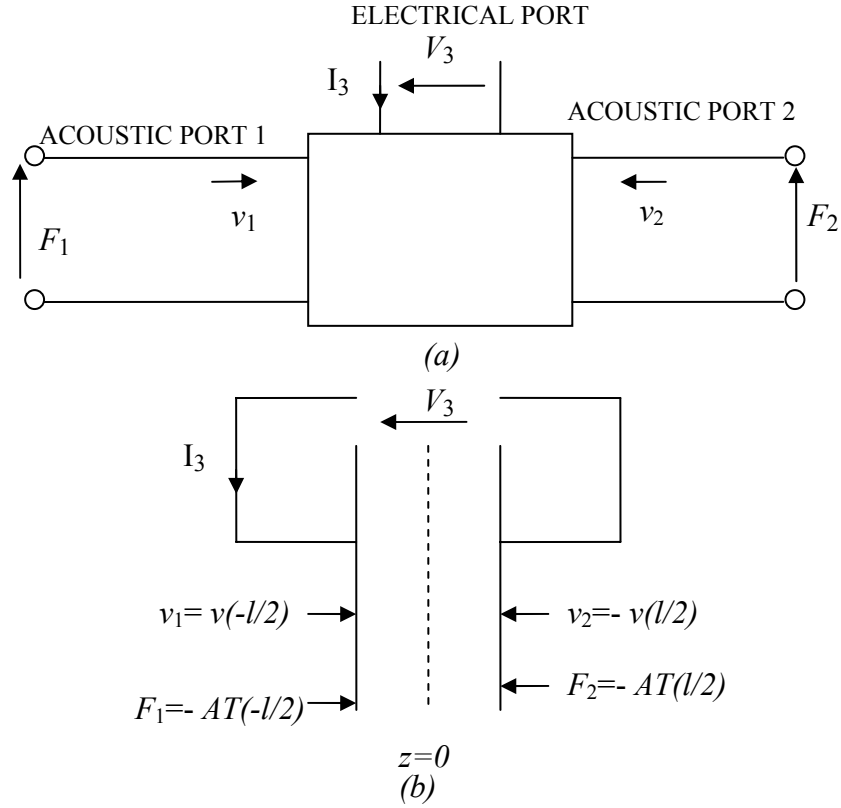 ELECTRICAL PORT
V3
I3
ACOUSTIC PORT 1
ACOUSTIC PORT 2
v1
v2
F1
F2
(a)
V3
I3
v1= v(-l/2)
v2=- v(l/2)
F1=- AT(-l/2)
F2=- AT(l/2)
z=0
(b)